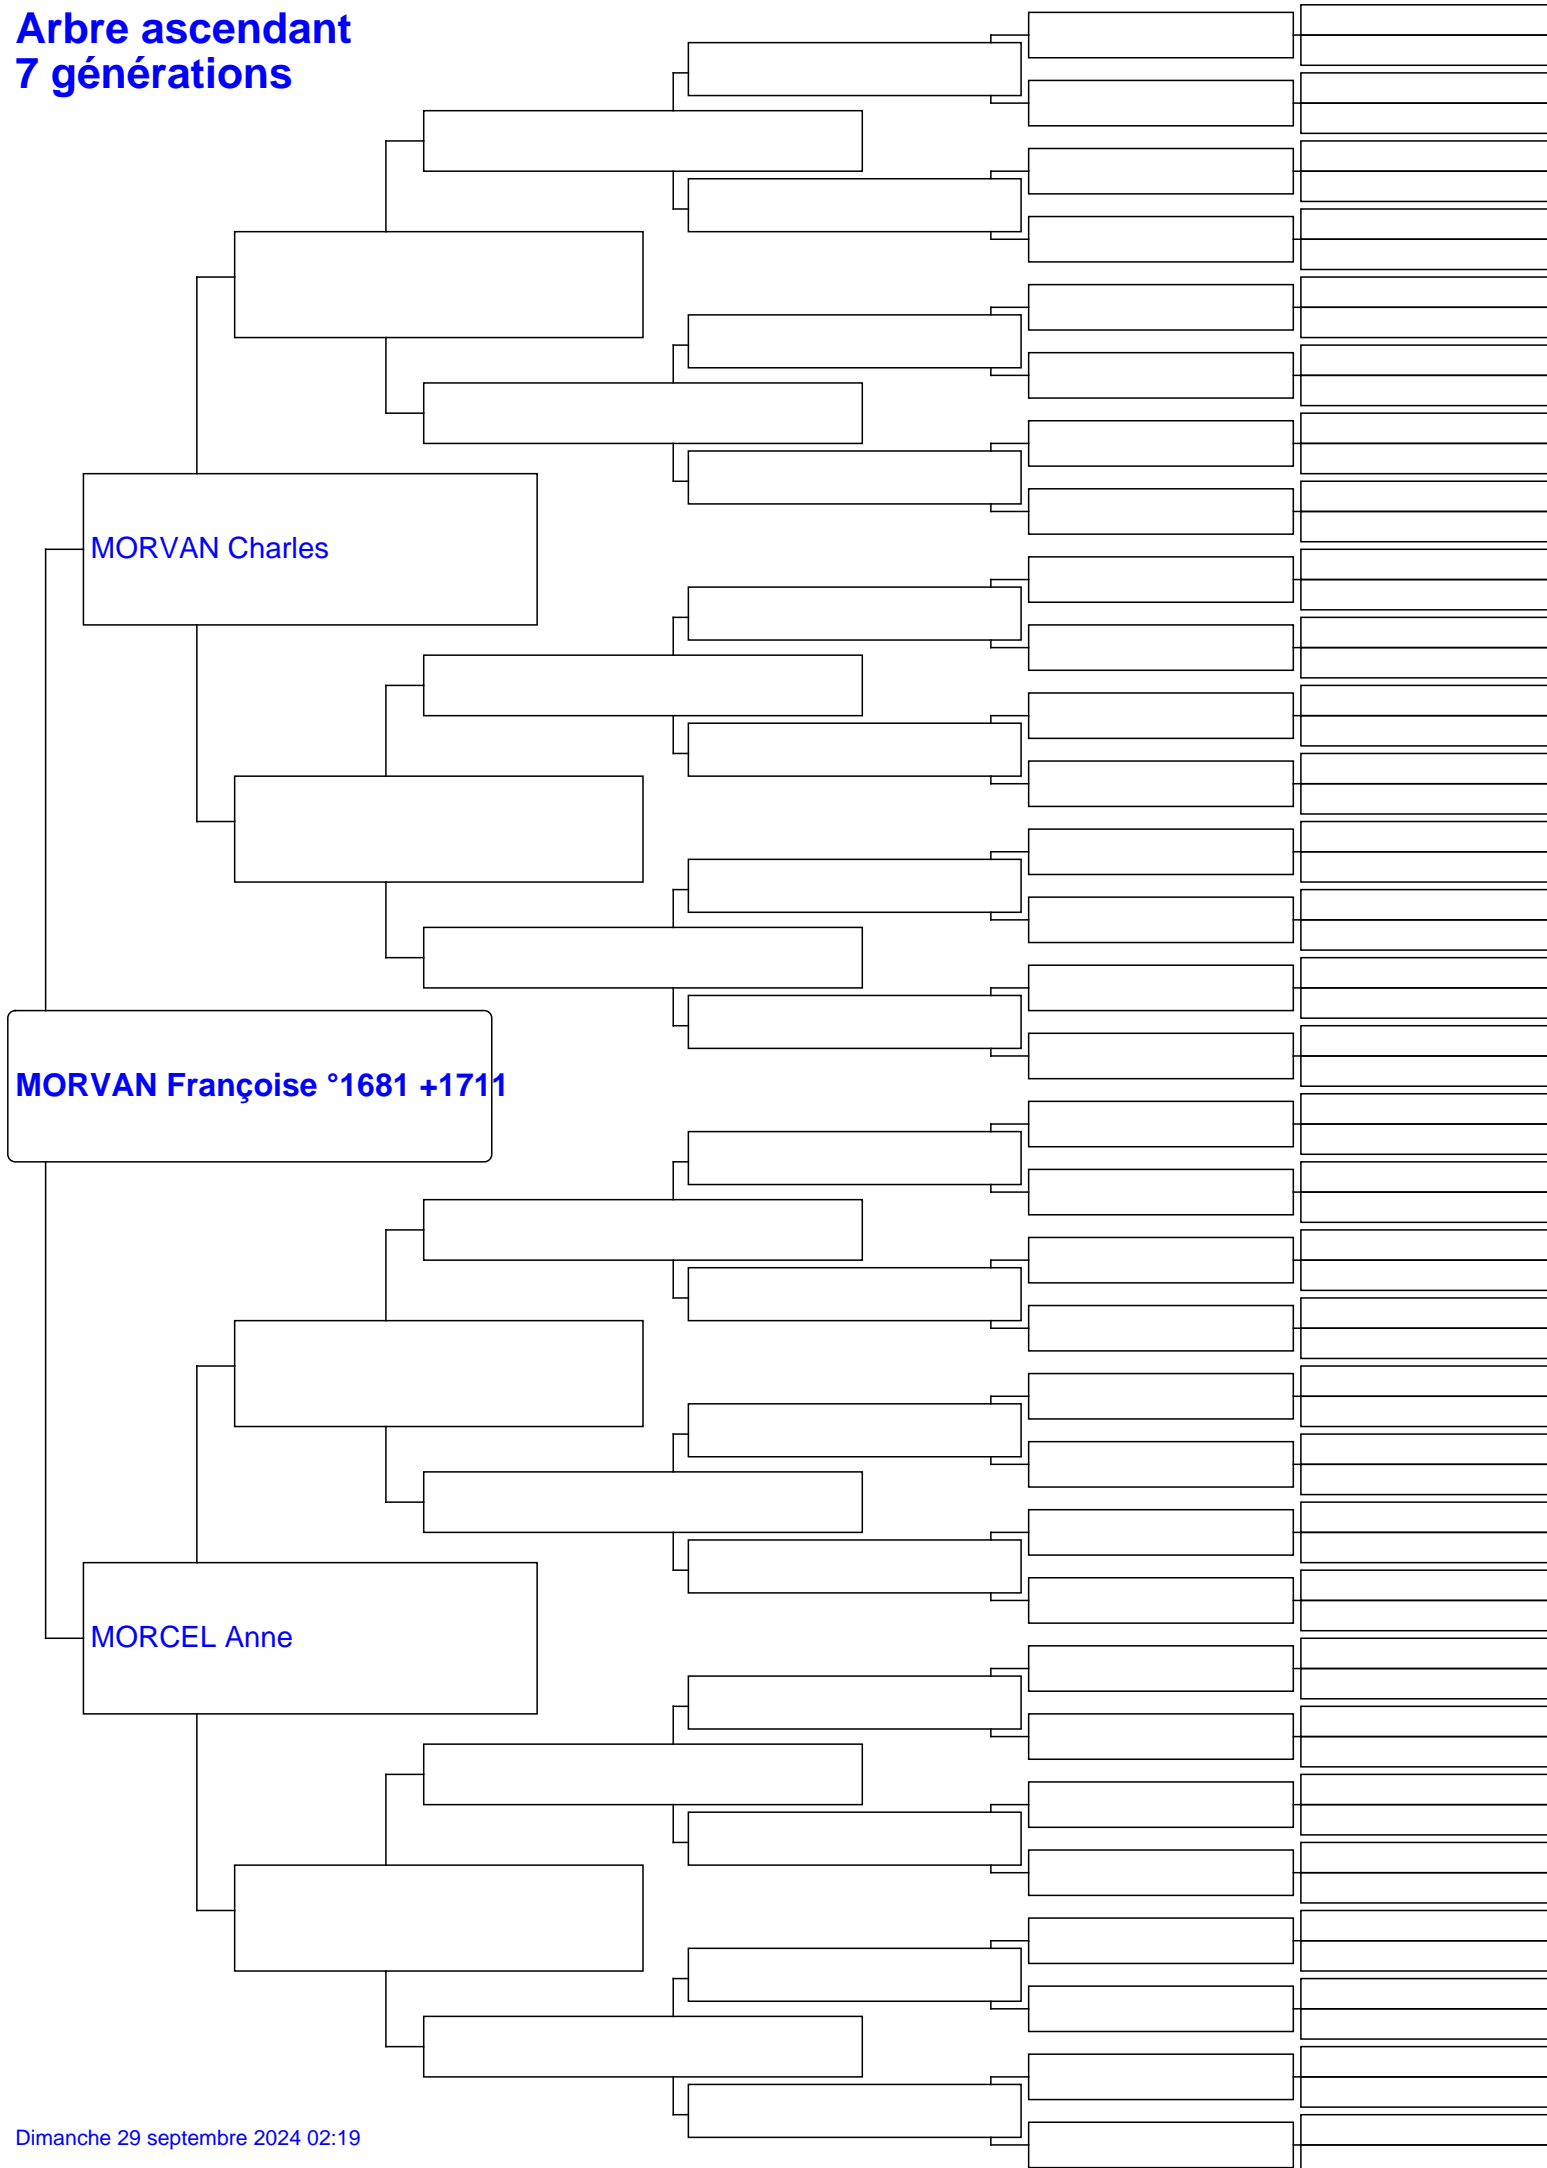 Arbre ascendant
7 générations
MORVAN Charles
MORVAN Françoise °1681 +1711
MORCEL Anne
Dimanche 29 septembre 2024 02:19